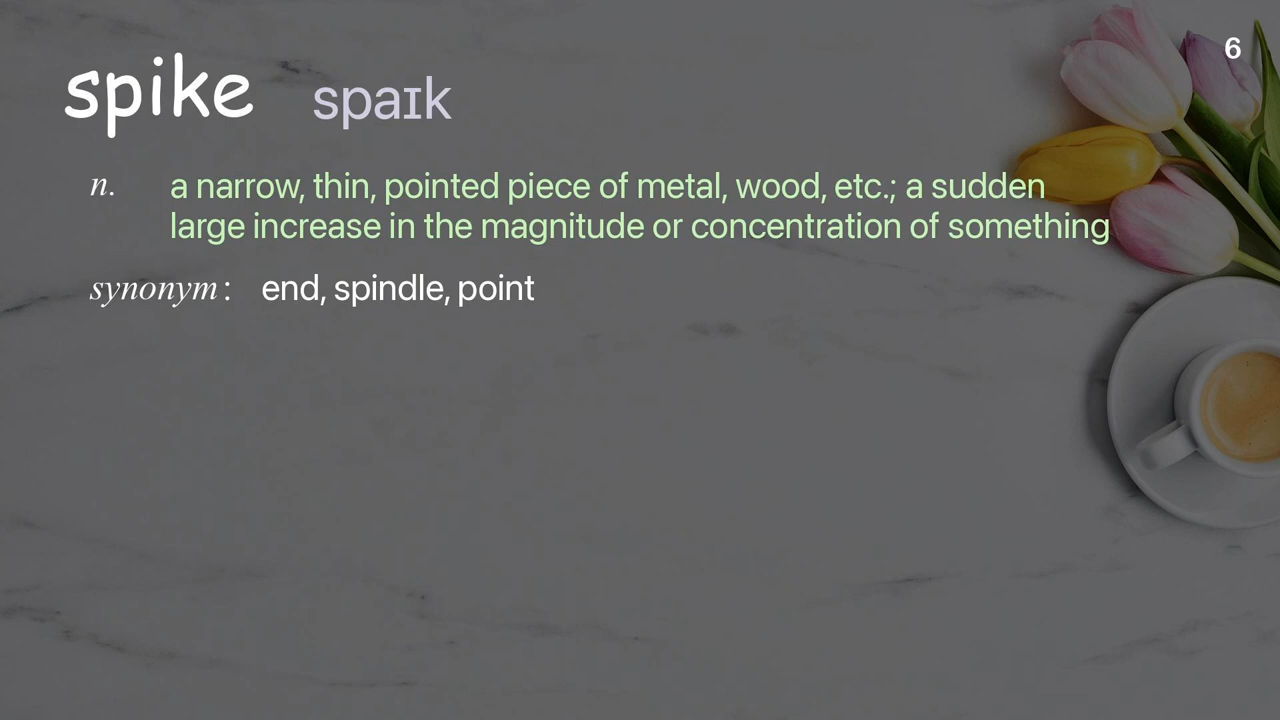 6
spike spaɪk
n. a narrow, thin, pointed piece of metal, wood, etc.; a sudden
large increase in the magnitude or concentration of something
synonym : end, spindle, point